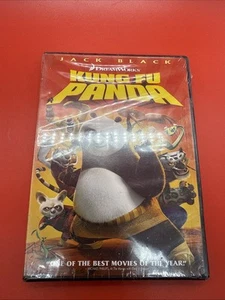 JACK BLACK
DREAMWORKS
KUNG FU
PANDA
"ONE OF THE BEST MOVIES OF THE YEAR!"